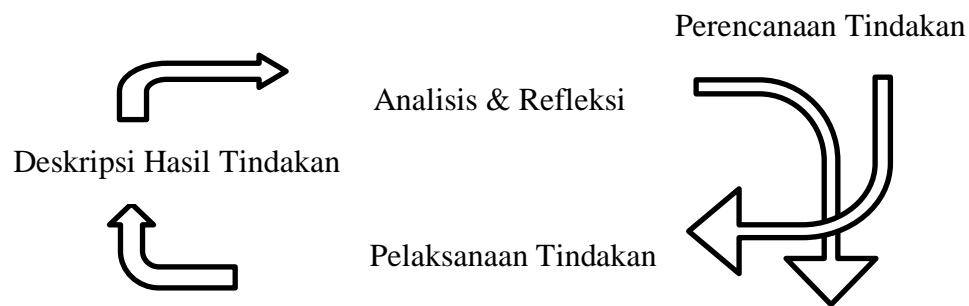 Perencanaan Tindakan
Analisis & Refleksi
Deskripsi Hasil Tindakan
Pelaksanaan Tindakan